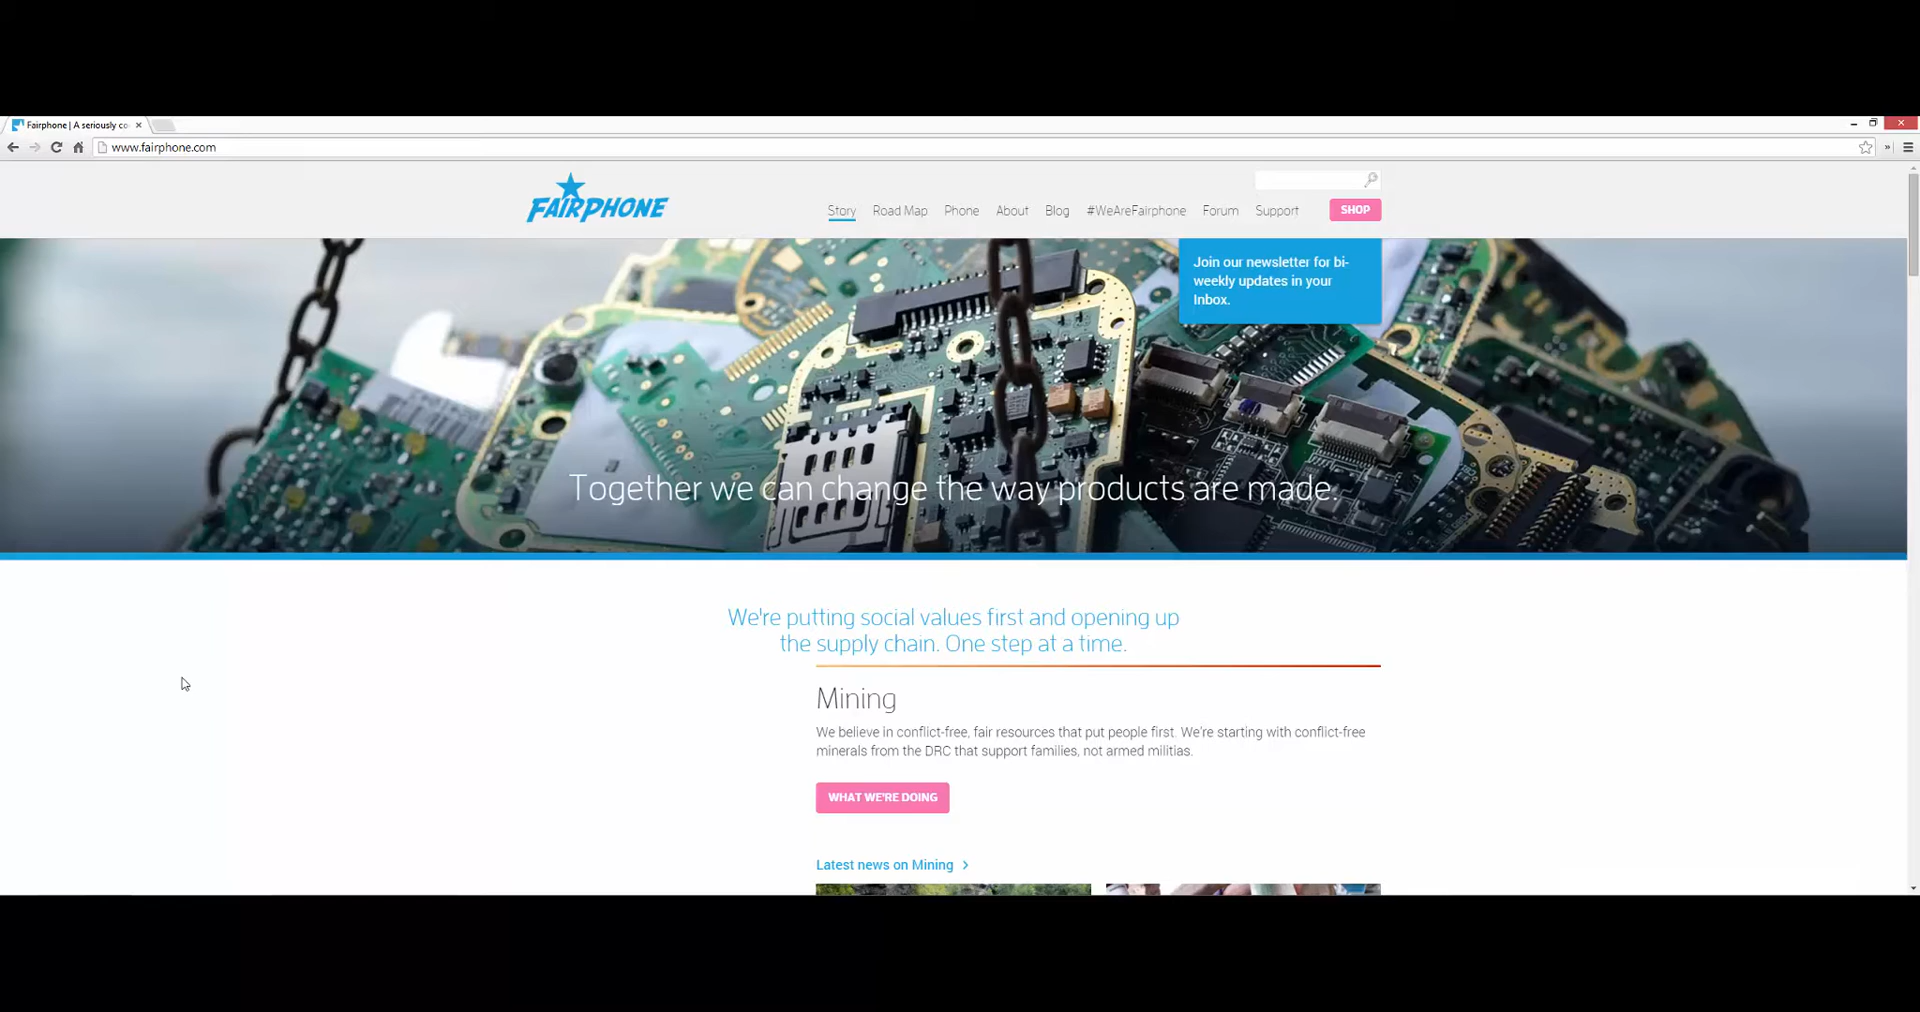 Fairphone | A seriously co
www.fairphone.com
FAIRPHONE
Story Road Map Phone About Blog #WeAreFairphone Forum Support SHOP
Join our newsletter for bi-
weekly updates in your
Inbox.
Together we can change the way products are made.
We're putting social values first and opening up
the supply chain. One step at a time.
Mining
We believe in conflict-free, fair resources that put people first. We're starting with conflict-free
minerals from the DRC that support families, not armed militias.
WHAT WE'RE DOING
Latest news on Mining